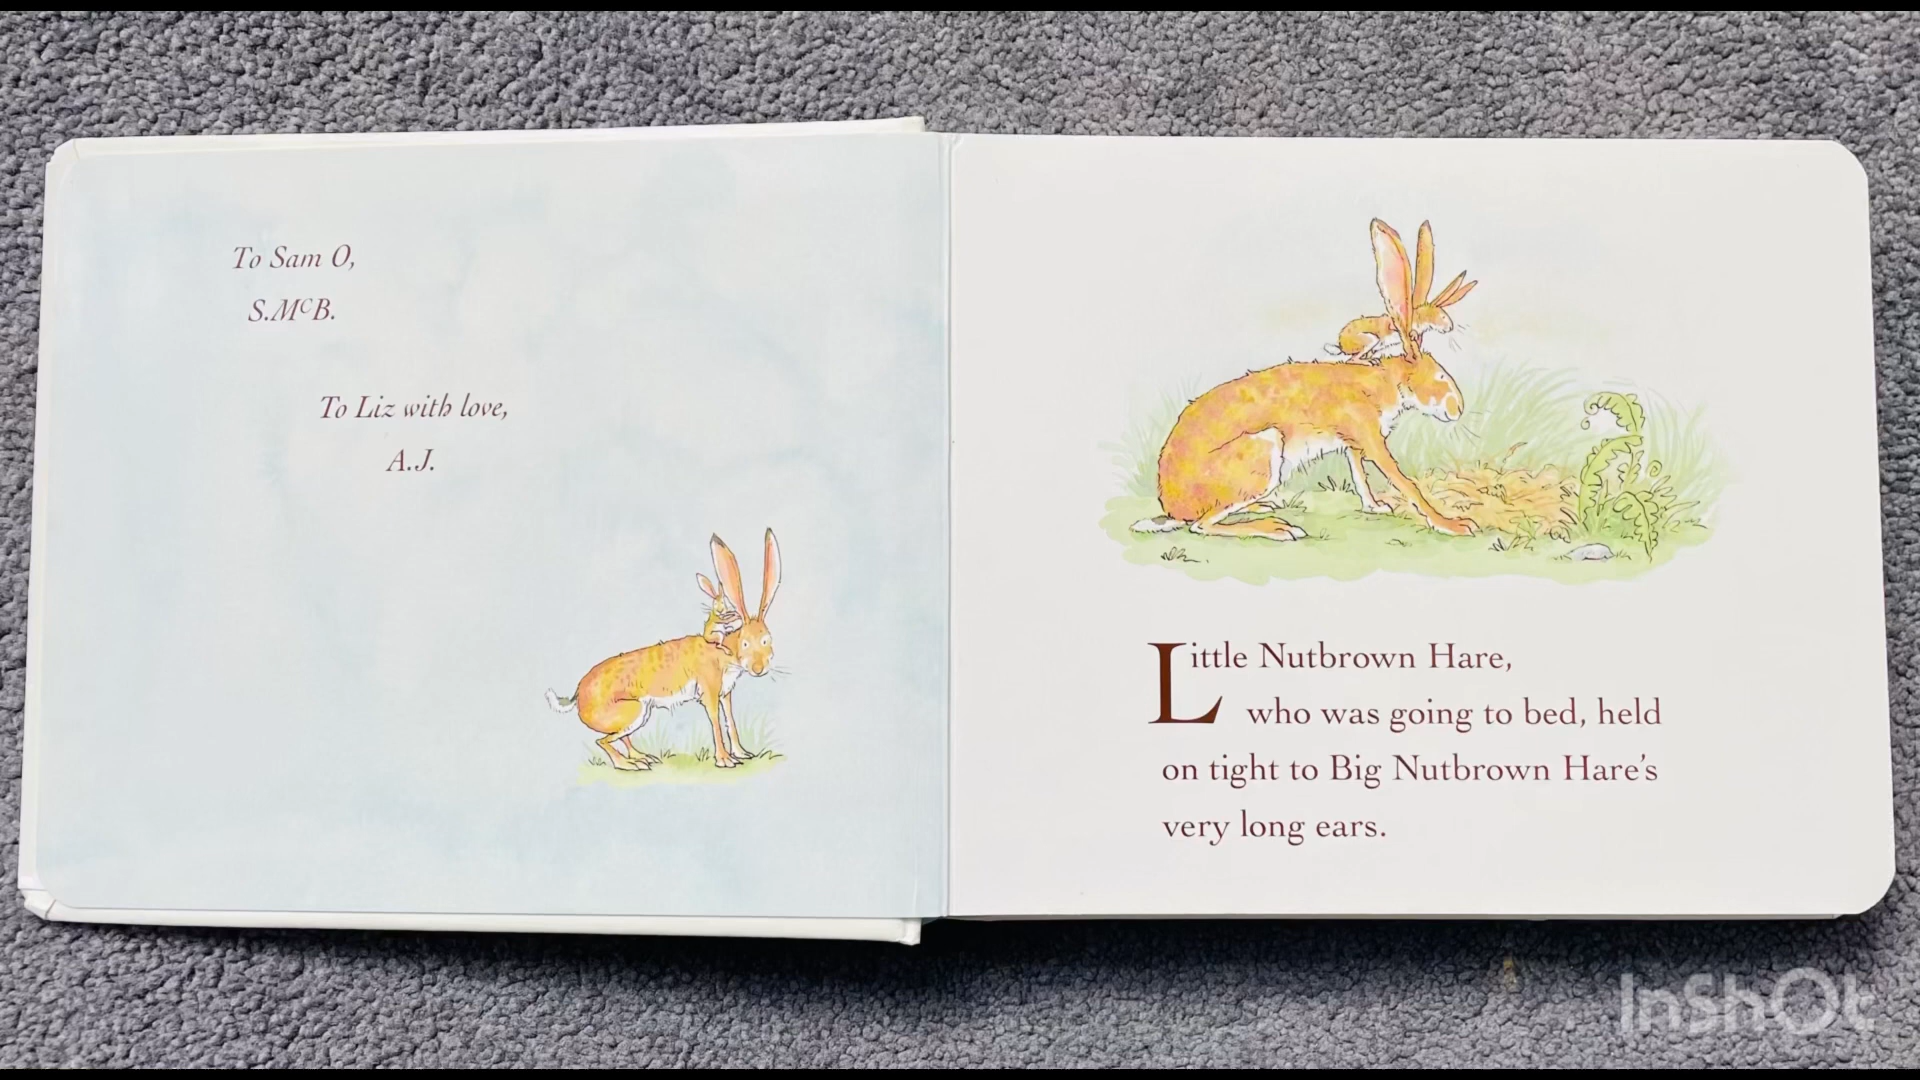 To Sam O,
S.McB.
To Liz with love,
A.J.
Little Nutbrown Hare,
who was going to bed, held
on tight to Big Nutbrown Hare's
very long ears.
InShOt